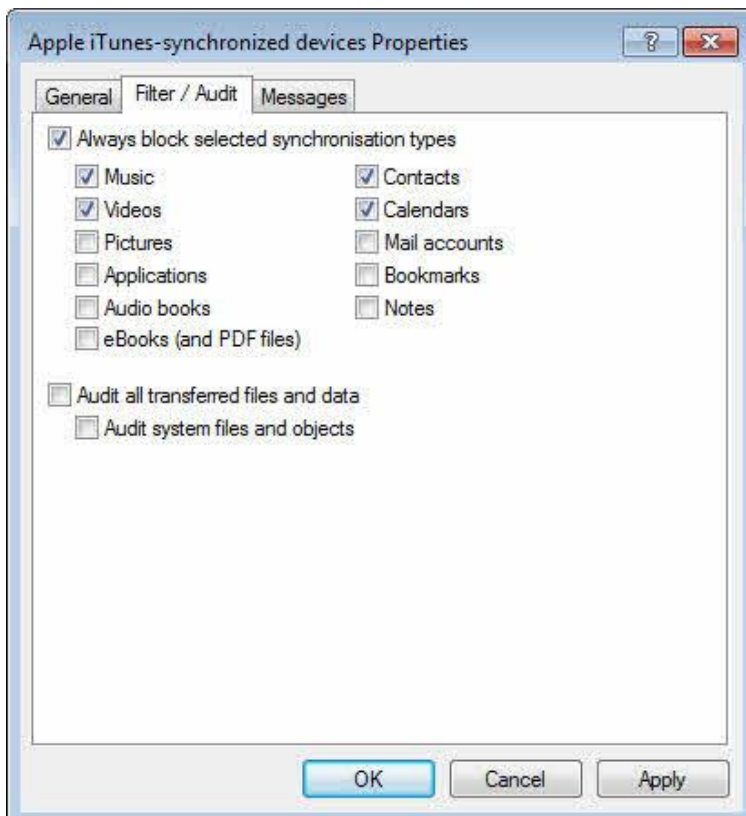 Apple iTunes-synchronized devices Properties
General Filter / Audit Messages
Always block selected synchronisation types
Music Contacts
Videos Calendars
Pictures Mail accounts
Applications Bookmarks
Audio books Notes
eBooks (and PDF files)
Audit all transferred files and data
Audit system files and objects
OK Cancel Apply